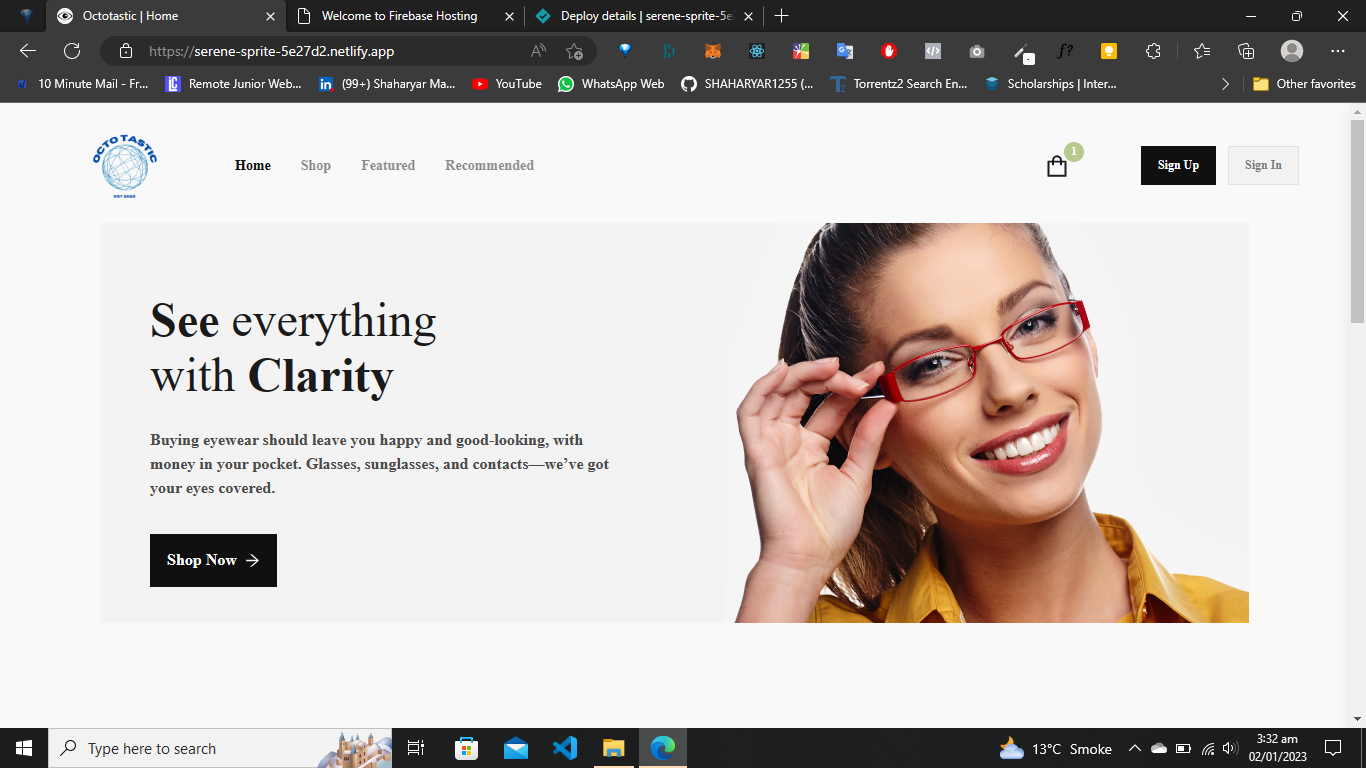 Octotastic | Home
Welcome to Firebase Hosting
Deploy details | serene-sprite-5e
https://serene-sprite-5e27d2.netlify.app
10 Minute Mail - Fr...
Remote Junior Web...
(99+) Shaharyar Ma...
YouTube
WhatsApp Web
SHAHARYAR1255 (...
Torrentz2 Search En...
Scholarships | Inter...
Other favorites
OCTO TASTIC
Home
Shop
Featured
Recommended
1
Sign Up
Sign In
See everything
with Clarity
Buying eyewear should leave you happy and good-looking, with
money in your pocket. Glasses, sunglasses, and contacts—we’ve got
your eyes covered.
Shop Now
Type here to search
13°C Smoke
3:32 am
02/01/2023